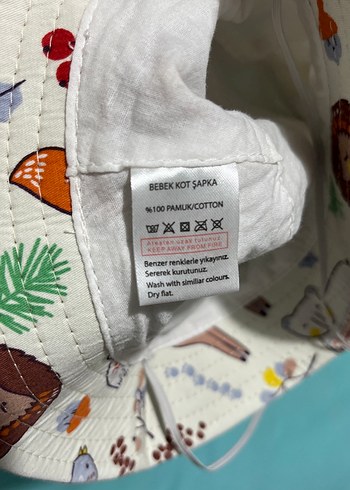 BEBEK KOT ŞAPKA
%100 PAMUK/COTTON
Ateşten uzak tutunuz.
KEEP AWAY FROM FIRE
Benzer renklerle yıkayınız.
Sererek kurutunuz.
Wash with similar colours.
Dry flat.